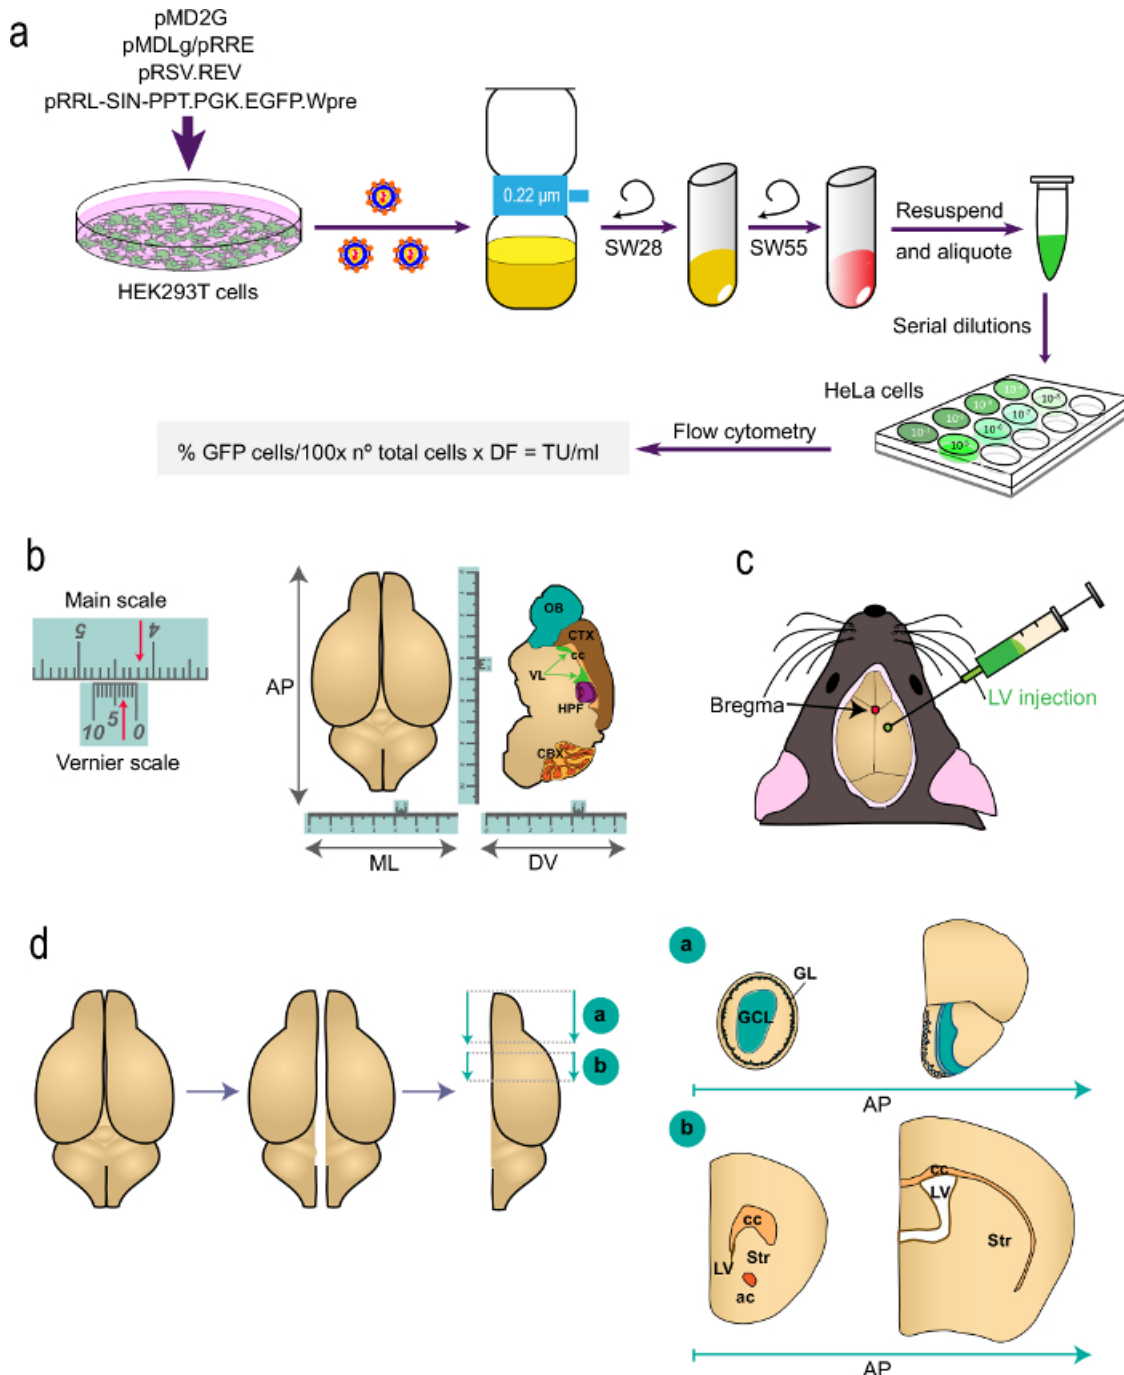 a
pMD2G
pMDLg/pRRE
pRSV.REV
pRRL-SIN-PPT.PGK.EGFP.Wpre
HEK293T cells
0.22 µm
SW28
SW55
Resuspend
and aliquote
Serial dilutions
HeLa cells
Flow cytometry
% GFP cells/100x nº total cells x DF = TU/ml
b
Main scale
5
4
10
5
0
Vernier scale
AP
ML
OB
CTX
cc
VL
HPF
CBX
DV
c
Bregma
LV injection
d
a
b
a
GL
GCL
AP
b
cc
LV
Str
ac
cc
LV
Str
AP